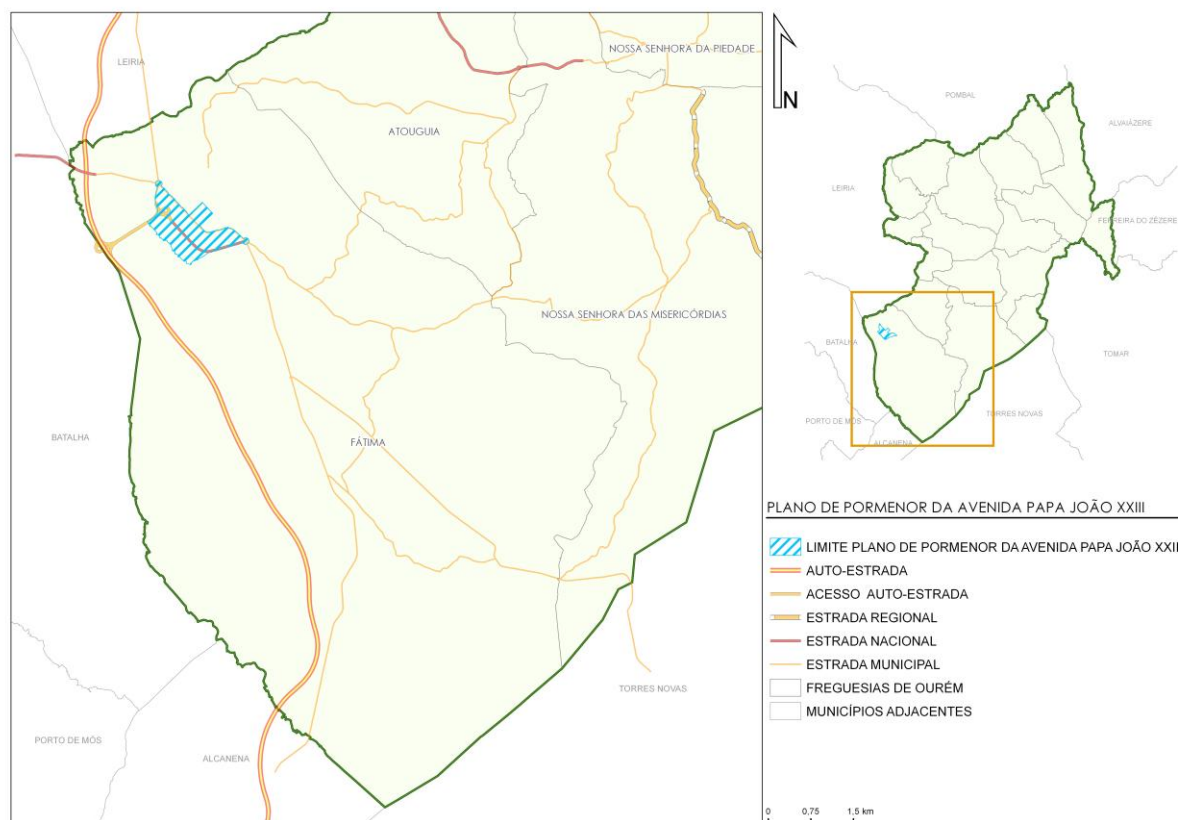 LEIRIA
NOSSA SENHORA DA PIEDADE
ATOUGUIA
NOSSA SENHORA DAS MISERICÓRDIAS
BATALHA
FÁTIMA
TORRES NOVAS
PORTO DE MÓS
ALCANENA
N
POMBAL
ALVAIÁZERE
LEIRIA
FERREIRA DO ZÊZERE
BATALHA
TOMAR
PORTO DE MÓS
TORRES NOVAS
ALCANENA
PLANO DE PORMENOR DA AVENIDA PAPA JOÃO XXIII
LIMITE PLANO DE PORMENOR DA AVENIDA PAPA JOÃO XXII
AUTO-ESTRADA
ACESSO AUTO-ESTRADA
ESTRADA REGIONAL
ESTRADA NACIONAL
ESTRADA MUNICIPAL
FREGUESIAS DE OURÉM
MUNICÍPIOS ADJACENTES
0 0,75 1,5 km